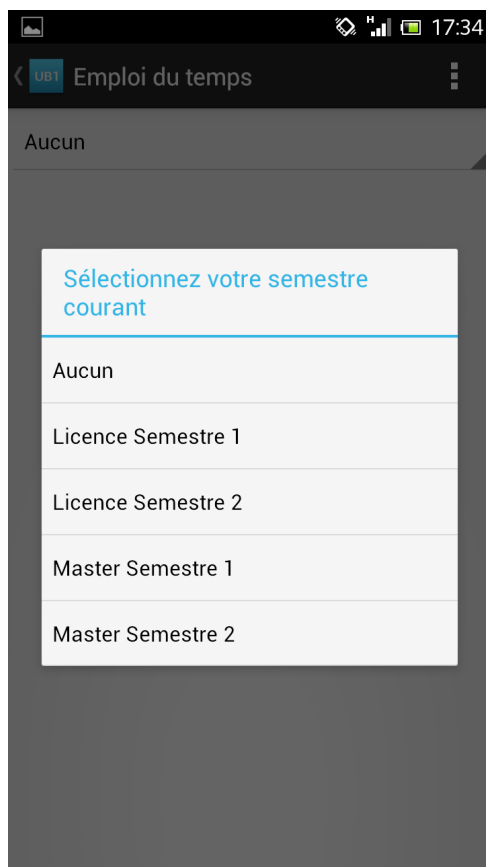 H 17:34
UB1 Emploi du temps
Aucun
Sélectionnez votre semestre
courant
Aucun
Licence Semestre 1
Licence Semestre 2
Master Semestre 1
Master Semestre 2